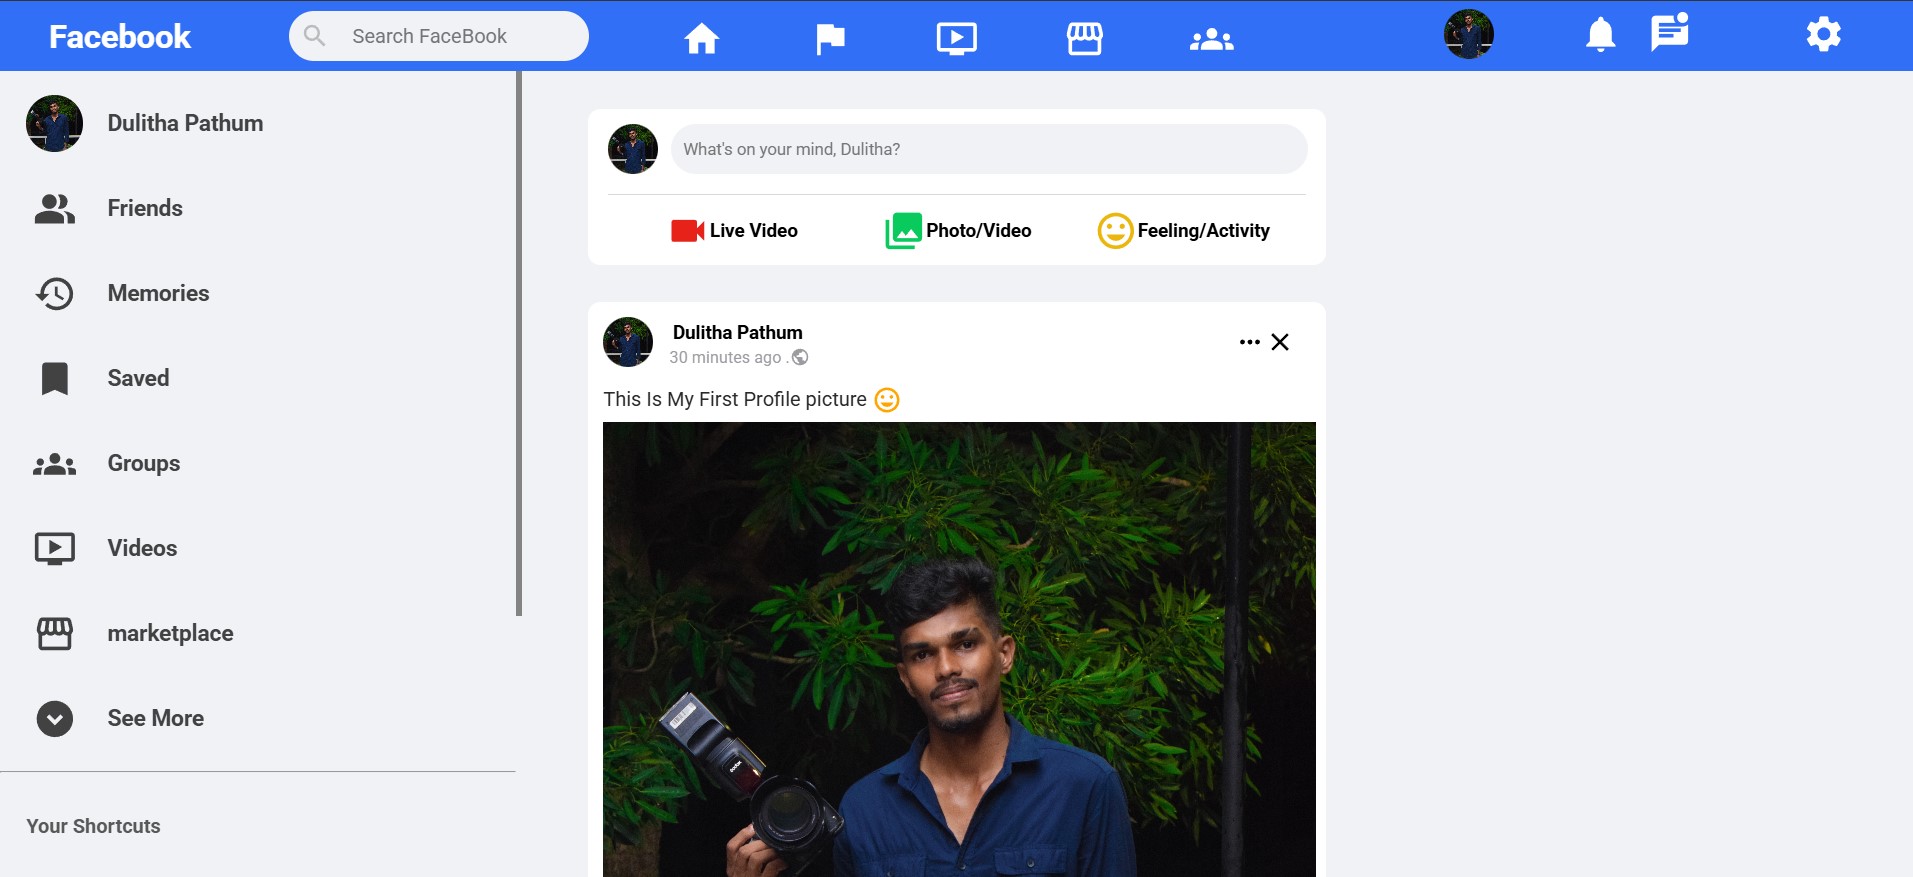 Facebook
Search FaceBook
Dulitha Pathum
Friends
Memories
Saved
Groups
Videos
marketplace
See More
Your Shortcuts
What's on your mind, Dulitha?
Live Video
Photo/Video
Feeling/Activity
Dulitha Pathum
30 minutes ago .
This Is My First Profile picture
Godox